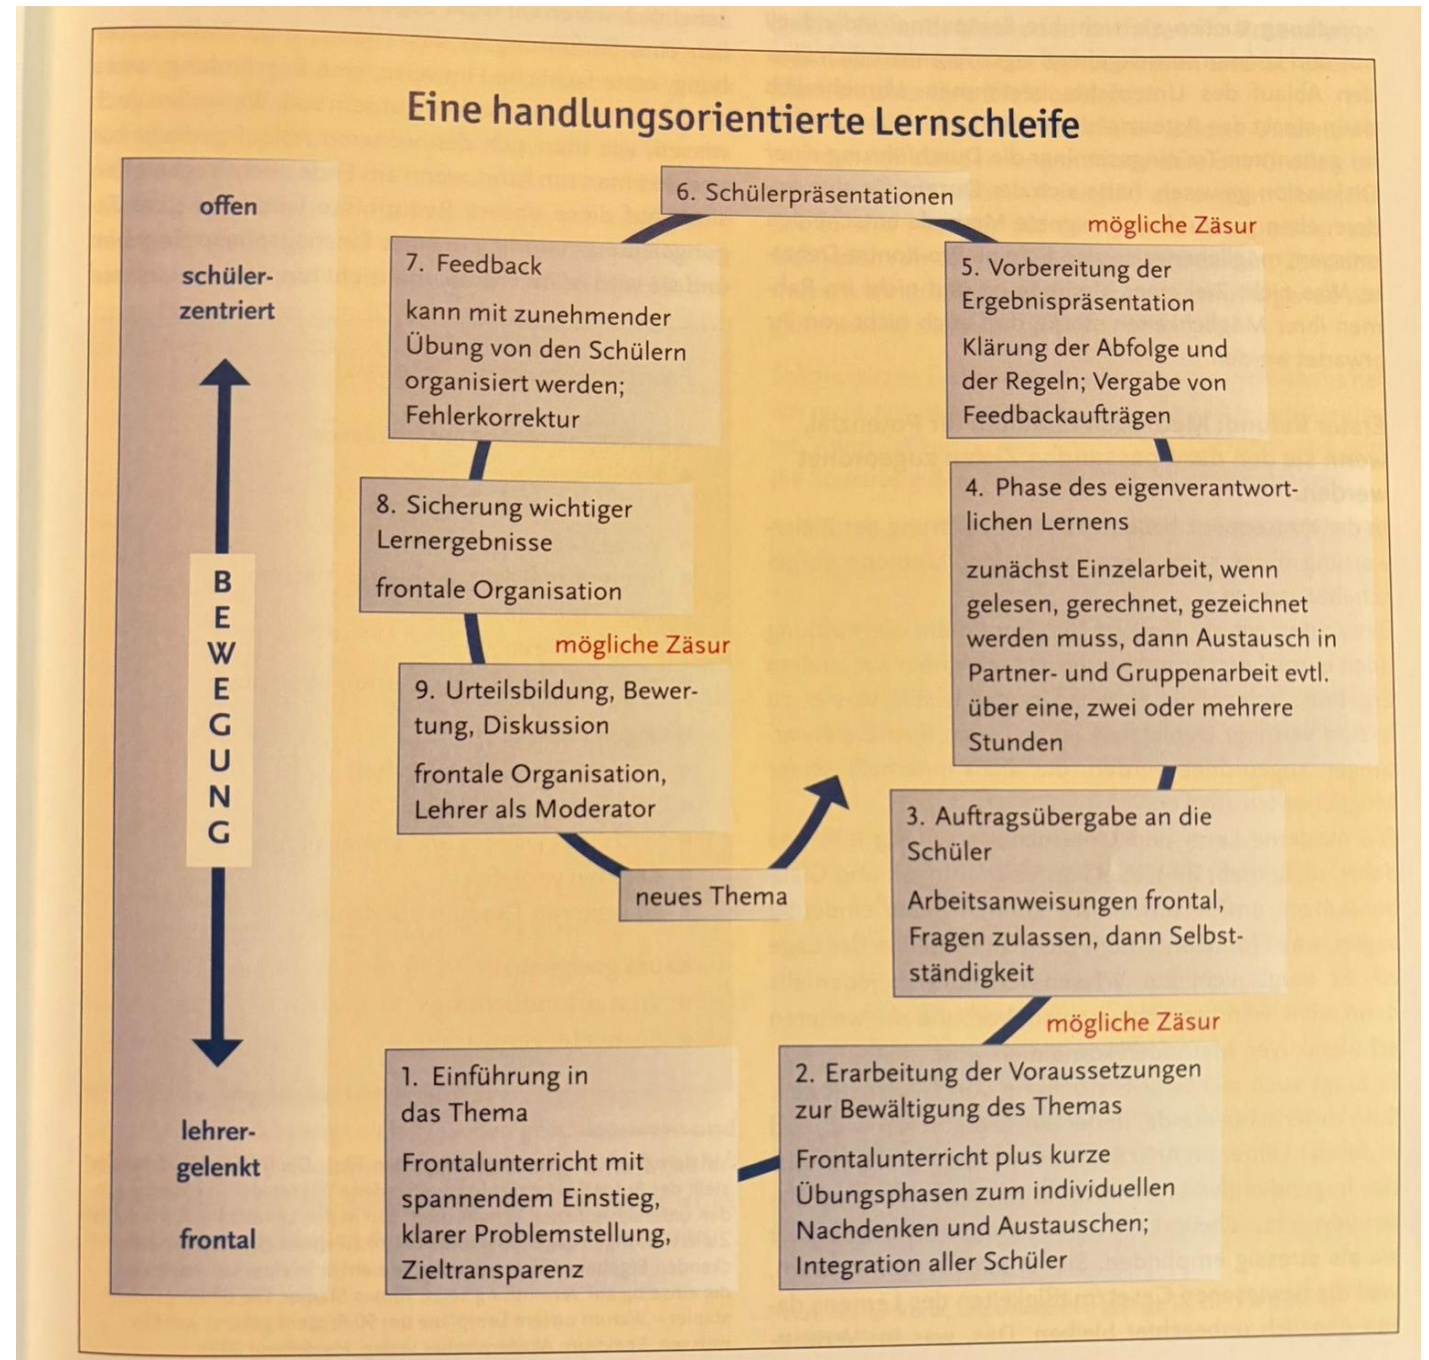 Eine handlungsorientierte Lernschleife
offen
schüler-
zentriert
BEWEGUNG
lehrer-
gelenkt
frontal
1. Einführung in
das Thema
Frontalunterricht mit
spannendem Einstieg,
klarer Problemstellung,
Zieltransparenz
2. Erarbeitung der Voraussetzungen
zur Bewältigung des Themas
Frontalunterricht plus kurze
Übungsphasen zum individuellen
Nachdenken und Austauschen;
Integration aller Schüler
mögliche Zäsur
3. Auftragsübergabe an die
Schüler
Arbeitsanweisungen frontal,
Fragen zulassen, dann Selbst-
ständigkeit
4. Phase des eigenverantwort-
lichen Lernens
zunächst Einzelarbeit, wenn
gelesen, gerechnet, gezeichnet
werden muss, dann Austausch in
Partner- und Gruppenarbeit evtl.
über eine, zwei oder mehrere
Stunden
5. Vorbereitung der
Ergebnispräsentation
Klärung der Abfolge und
der Regeln; Vergabe von
Feedbackaufträgen
mögliche Zäsur
6. Schülerpräsentationen
7. Feedback
kann mit zunehmender
Übung von den Schülern
organisiert werden;
Fehlerkorrektur
8. Sicherung wichtiger
Lernergebnisse
frontale Organisation
mögliche Zäsur
9. Urteilsbildung, Bewer-
tung, Diskussion
frontale Organisation,
Lehrer als Moderator
neues Thema